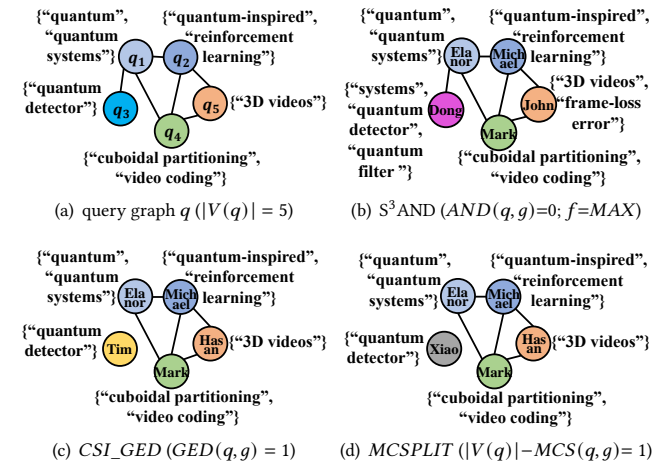 {“quantum”,
“quantum
systems”}
{“quantum-inspired”,
“reinforcement
learning”}
q1
q2
{“quantum
detector”}
q3
q5
{“3D videos”}
q4
{“cuboidal partitioning”,
“video coding”}
(a) query graph q (|V(q)| = 5)
{“quantum”,
“quantum
systems”}
{“quantum-inspired”,
“reinforcement
learning”}
Ela
nor
Mich
ael
{“systems”,
“quantum
detector”,
“quantum
filter ”}
Dong
John
{“3D videos”,
“frame-loss
error”}
Mark
{“cuboidal partitioning”,
“video coding”}
(b) S³AND (AND(q,g)=0; f=MAX)
{“quantum”,
“quantum
systems”}
{“quantum-inspired”,
“reinforcement
learning”}
Ela
nor
Mich
ael
{“quantum
detector”}
Tim
Has
an
{“3D videos”}
Mark
{“cuboidal partitioning”,
“video coding”}
(c) CSI_GED (GED(q,g) = 1)
{“quantum”,
“quantum
systems”}
{“quantum-inspired”,
“reinforcement
learning”}
Ela
nor
Mich
ael
{“quantum
detector”}
Xiao
Has
an
{“3D videos”}
Mark
{“cuboidal partitioning”,
“video coding”}
(d) MCSPLIT (|V(q)|−MCS(q,g)= 1)